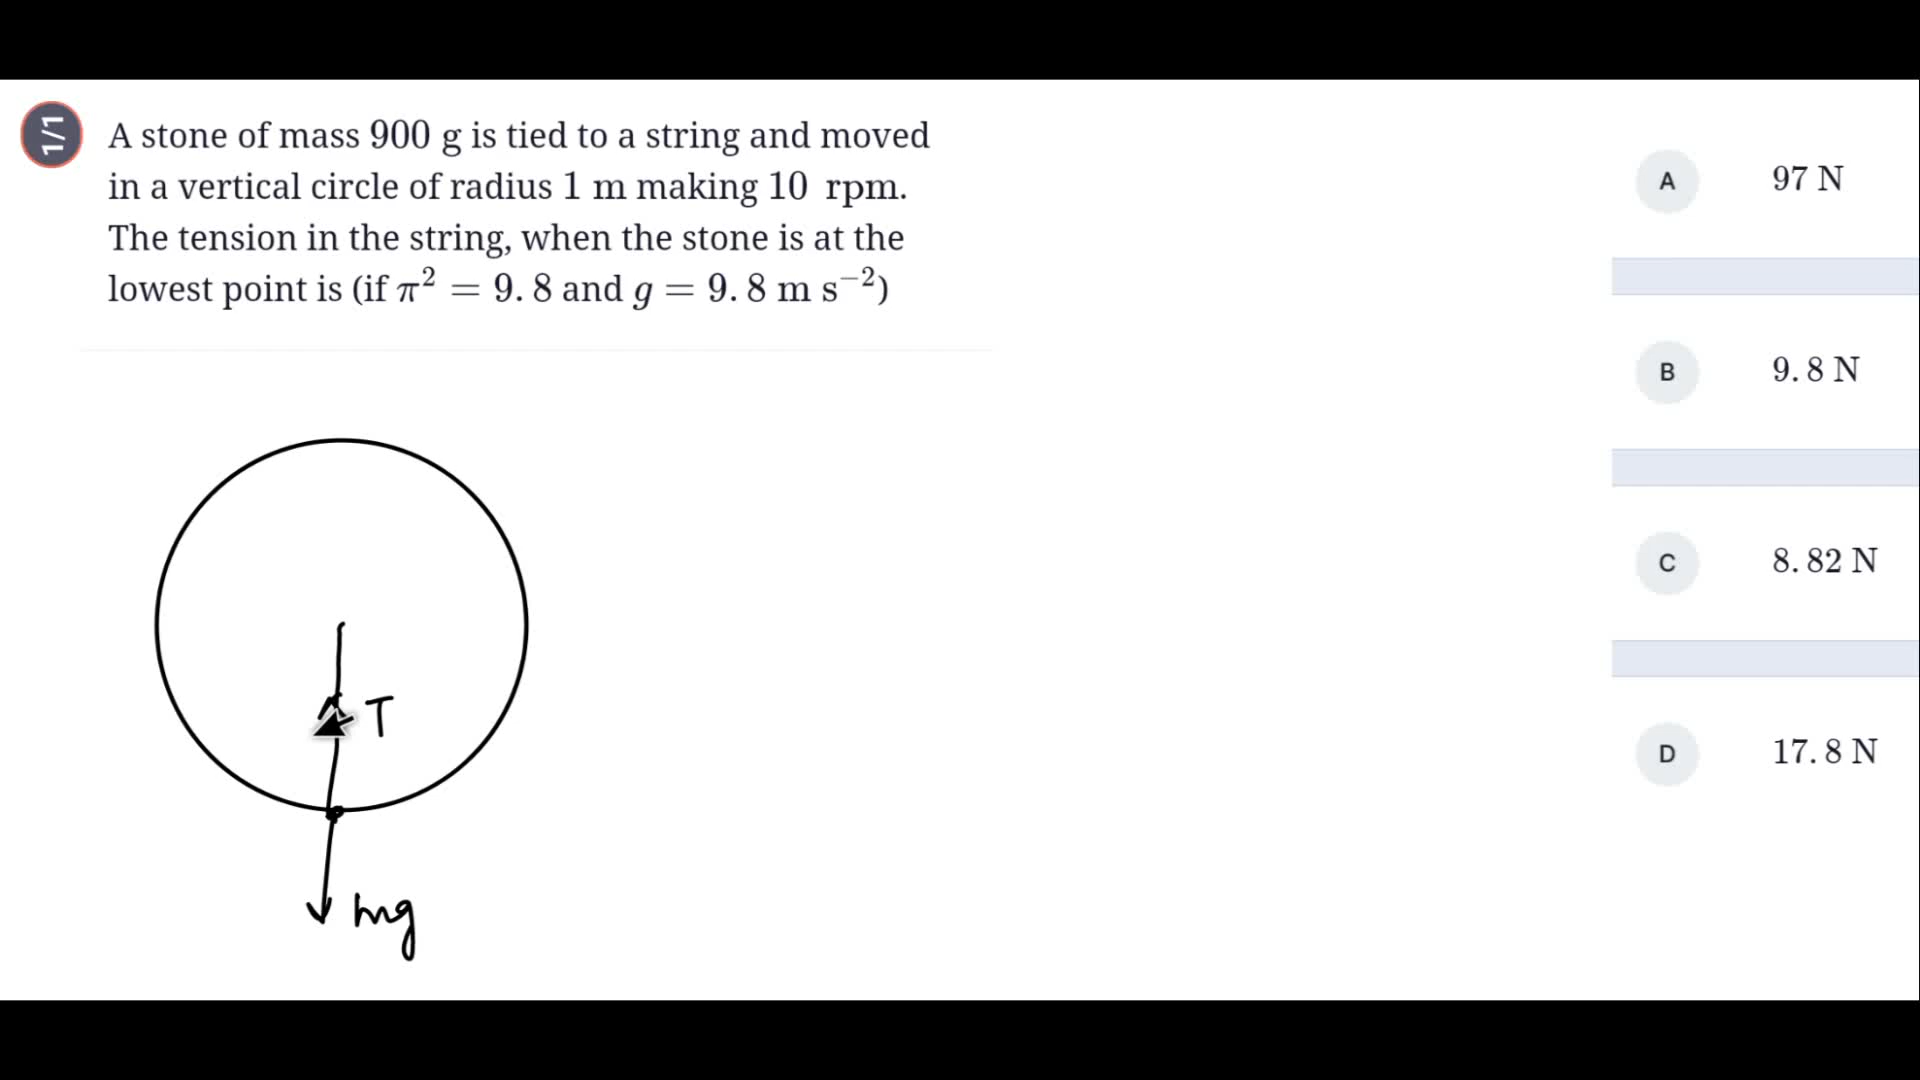 1/1
A stone of mass 900 g is tied to a string and moved
in a vertical circle of radius 1 m making 10 rpm.
The tension in the string, when the stone is at the
lowest point is (if π² = 9.8 and g = 9.8 m s⁻²)
A 97 N
B 9.8 N
C 8.82 N
D 17.8 N
T
mg